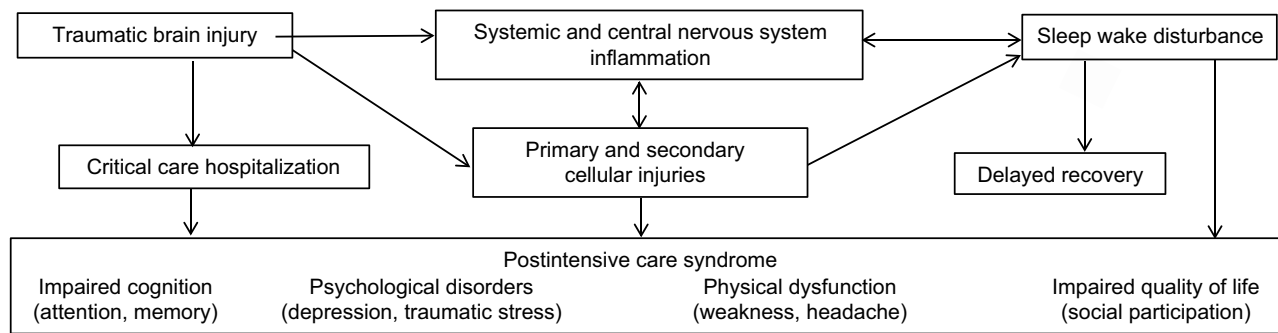 Traumatic brain injury
Systemic and central nervous system
inflammation
Sleep wake disturbance
Critical care hospitalization
Primary and secondary
cellular injuries
Delayed recovery
Postintensive care syndrome
Impaired cognition
(attention, memory)
Psychological disorders
(depression, traumatic stress)
Physical dysfunction
(weakness, headache)
Impaired quality of life
(social participation)